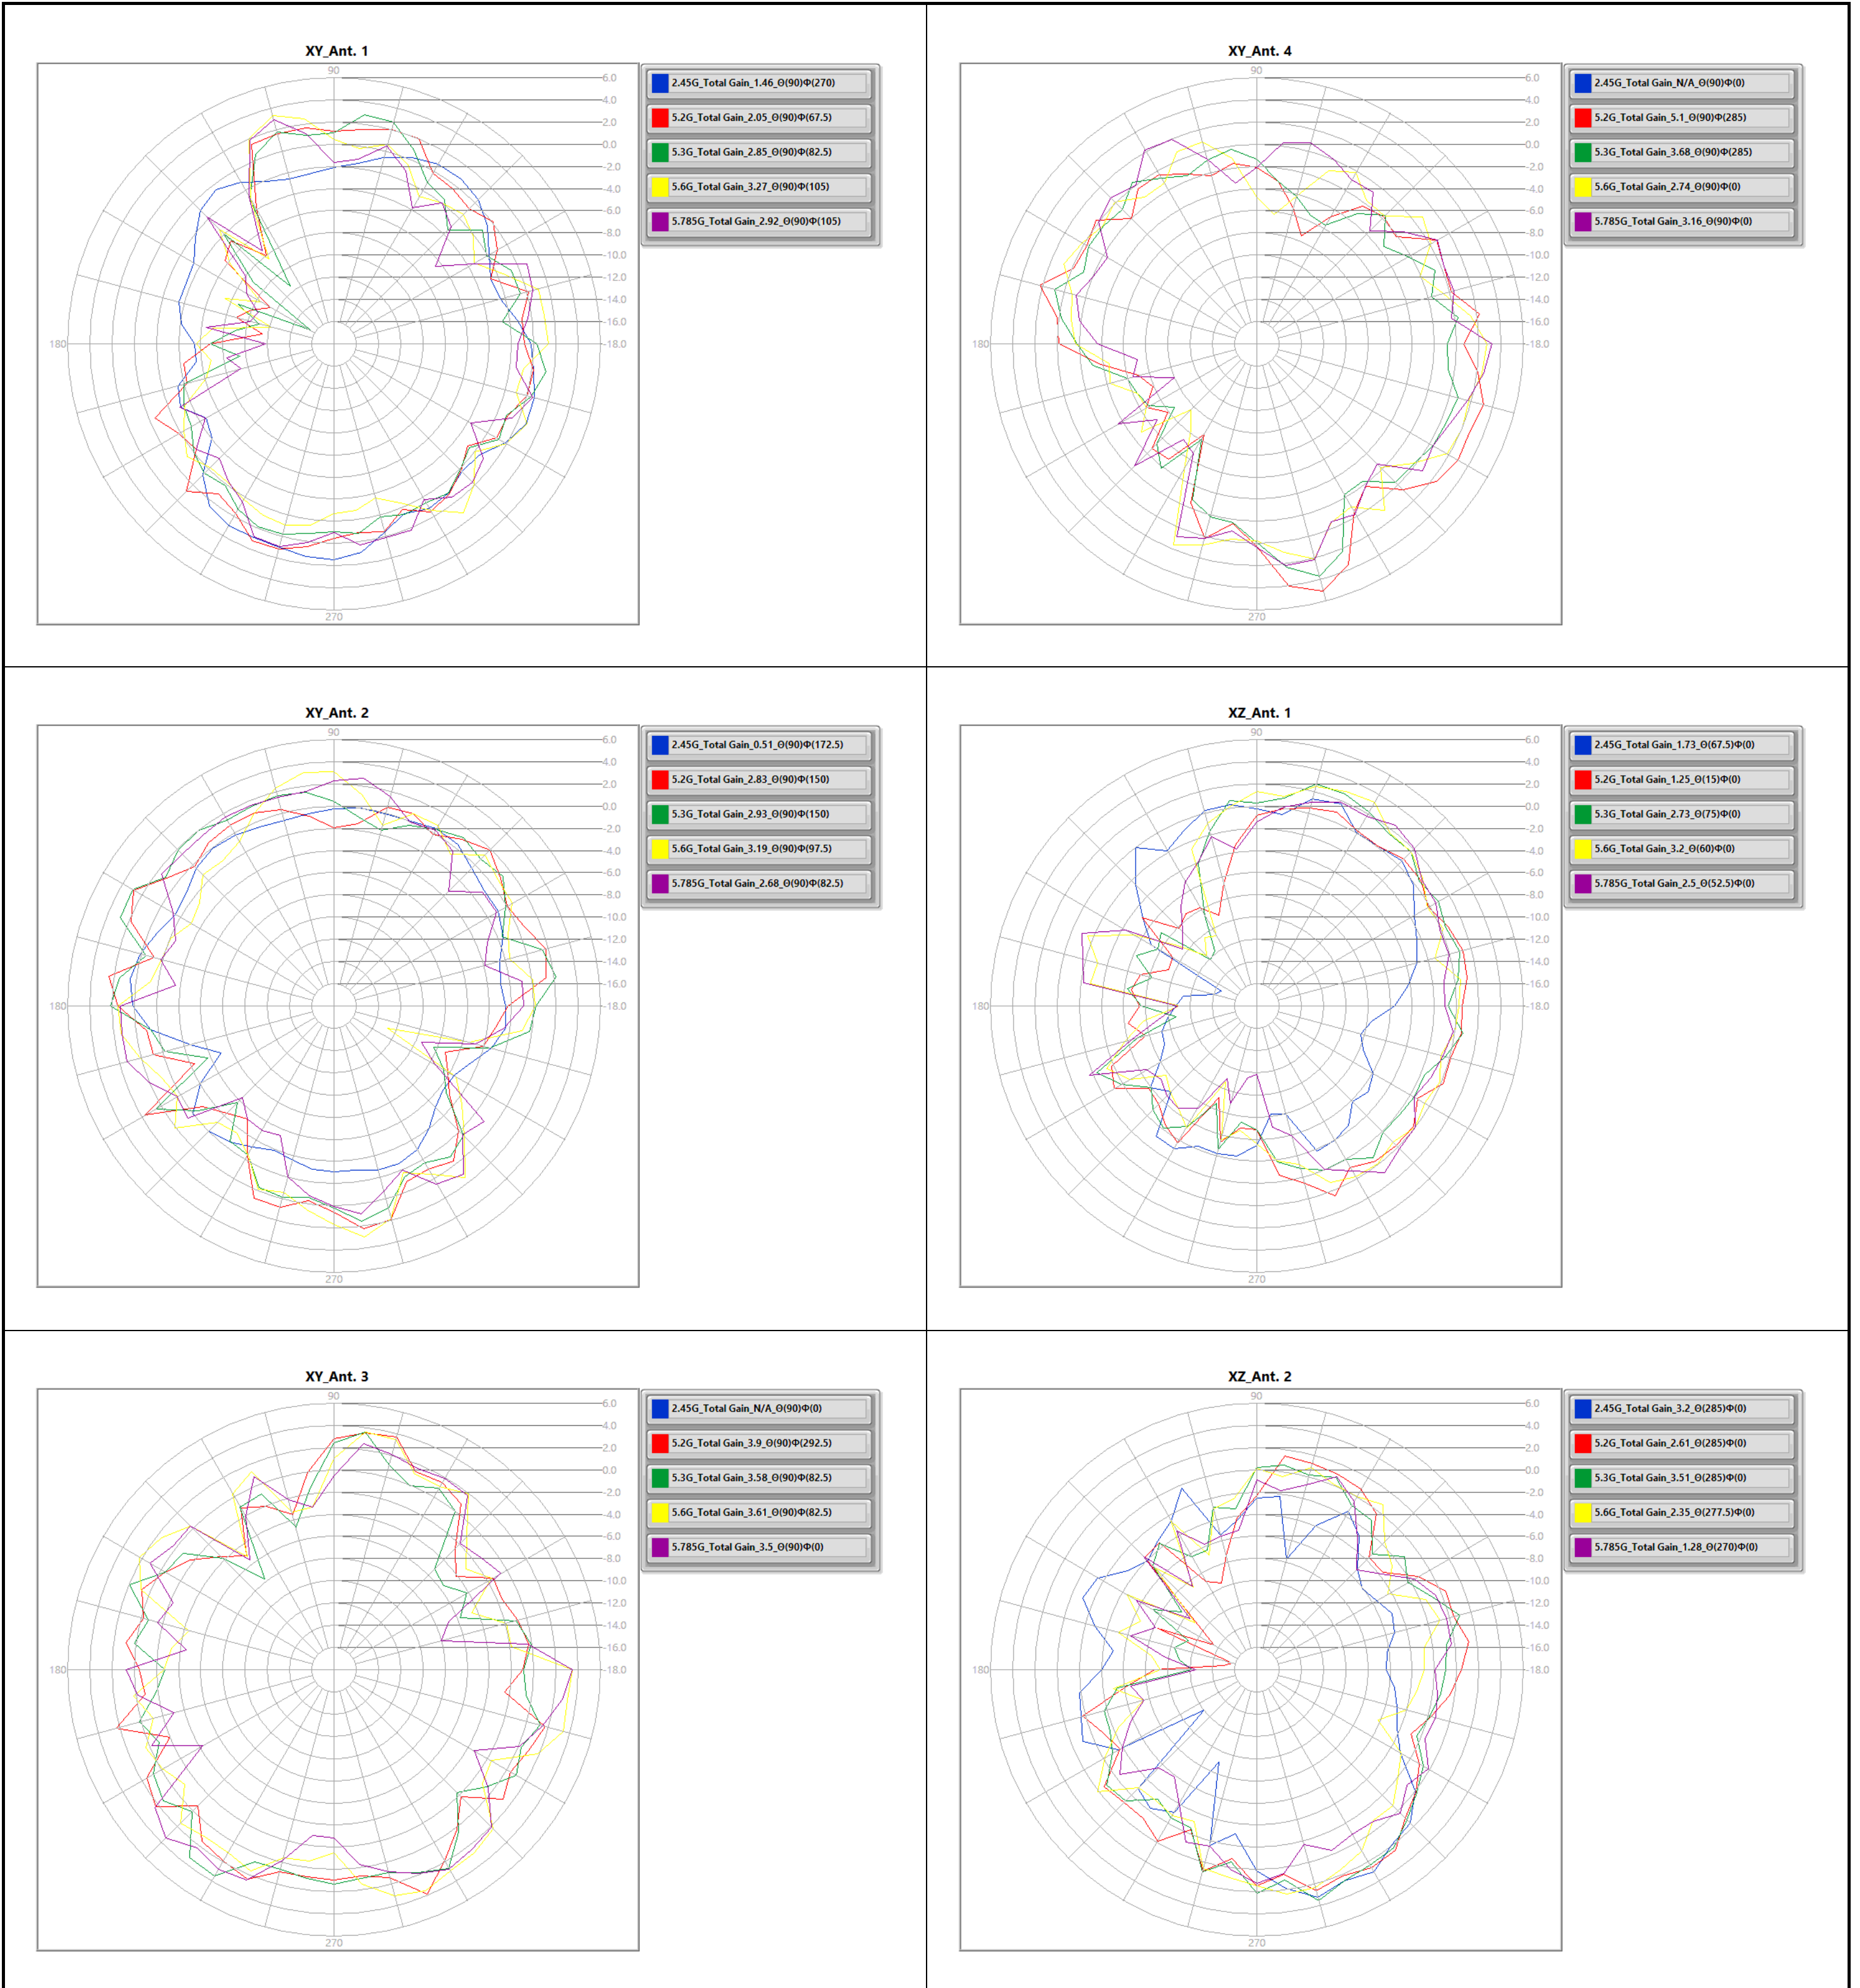 XY_Ant. 1
90
6.0
4.0
2.0
0.0
-2.0
-4.0
-6.0
-8.0
-10.0
-12.0
-14.0
-16.0
180
-18.0
270
2.45G_Total Gain_1.46_Θ(90)Φ(270)
5.2G_Total Gain_2.05_Θ(90)Φ(67.5)
5.3G_Total Gain_2.85_Θ(90)Φ(82.5)
5.6G_Total Gain_3.27_Θ(90)Φ(105)
5.785G_Total Gain_2.92_Θ(90)Φ(105)
XY_Ant. 4
90
6.0
4.0
2.0
0.0
-2.0
-4.0
-6.0
-8.0
-10.0
-12.0
-14.0
-16.0
180
-18.0
270
2.45G_Total Gain_N/A_Θ(90)Φ(0)
5.2G_Total Gain_5.1_Θ(90)Φ(285)
5.3G_Total Gain_3.68_Θ(90)Φ(285)
5.6G_Total Gain_2.74_Θ(90)Φ(0)
5.785G_Total Gain_3.16_Θ(90)Φ(0)
XY_Ant. 2
90
6.0
4.0
2.0
0.0
-2.0
-4.0
-6.0
-8.0
-10.0
-12.0
-14.0
-16.0
180
-18.0
270
2.45G_Total Gain_0.51_Θ(90)Φ(172.5)
5.2G_Total Gain_2.83_Θ(90)Φ(150)
5.3G_Total Gain_2.93_Θ(90)Φ(150)
5.6G_Total Gain_3.19_Θ(90)Φ(97.5)
5.785G_Total Gain_2.68_Θ(90)Φ(82.5)
XZ_Ant. 1
90
6.0
4.0
2.0
0.0
-2.0
-4.0
-6.0
-8.0
-10.0
-12.0
-14.0
-16.0
180
-18.0
270
2.45G_Total Gain_1.73_Θ(67.5)Φ(0)
5.2G_Total Gain_1.25_Θ(15)Φ(0)
5.3G_Total Gain_2.73_Θ(75)Φ(0)
5.6G_Total Gain_3.2_Θ(60)Φ(0)
5.785G_Total Gain_2.5_Θ(52.5)Φ(0)
XY_Ant. 3
90
6.0
4.0
2.0
0.0
-2.0
-4.0
-6.0
-8.0
-10.0
-12.0
-14.0
-16.0
180
-18.0
270
2.45G_Total Gain_N/A_Θ(90)Φ(0)
5.2G_Total Gain_3.9_Θ(90)Φ(292.5)
5.3G_Total Gain_3.58_Θ(90)Φ(82.5)
5.6G_Total Gain_3.61_Θ(90)Φ(82.5)
5.785G_Total Gain_3.5_Θ(90)Φ(0)
XZ_Ant. 2
90
6.0
4.0
2.0
0.0
-2.0
-4.0
-6.0
-8.0
-10.0
-12.0
-14.0
-16.0
180
-18.0
270
2.45G_Total Gain_3.2_Θ(285)Φ(0)
5.2G_Total Gain_2.61_Θ(285)Φ(0)
5.3G_Total Gain_3.51_Θ(285)Φ(0)
5.6G_Total Gain_2.35_Θ(277.5)Φ(0)
5.785G_Total Gain_1.28_Θ(270)Φ(0)